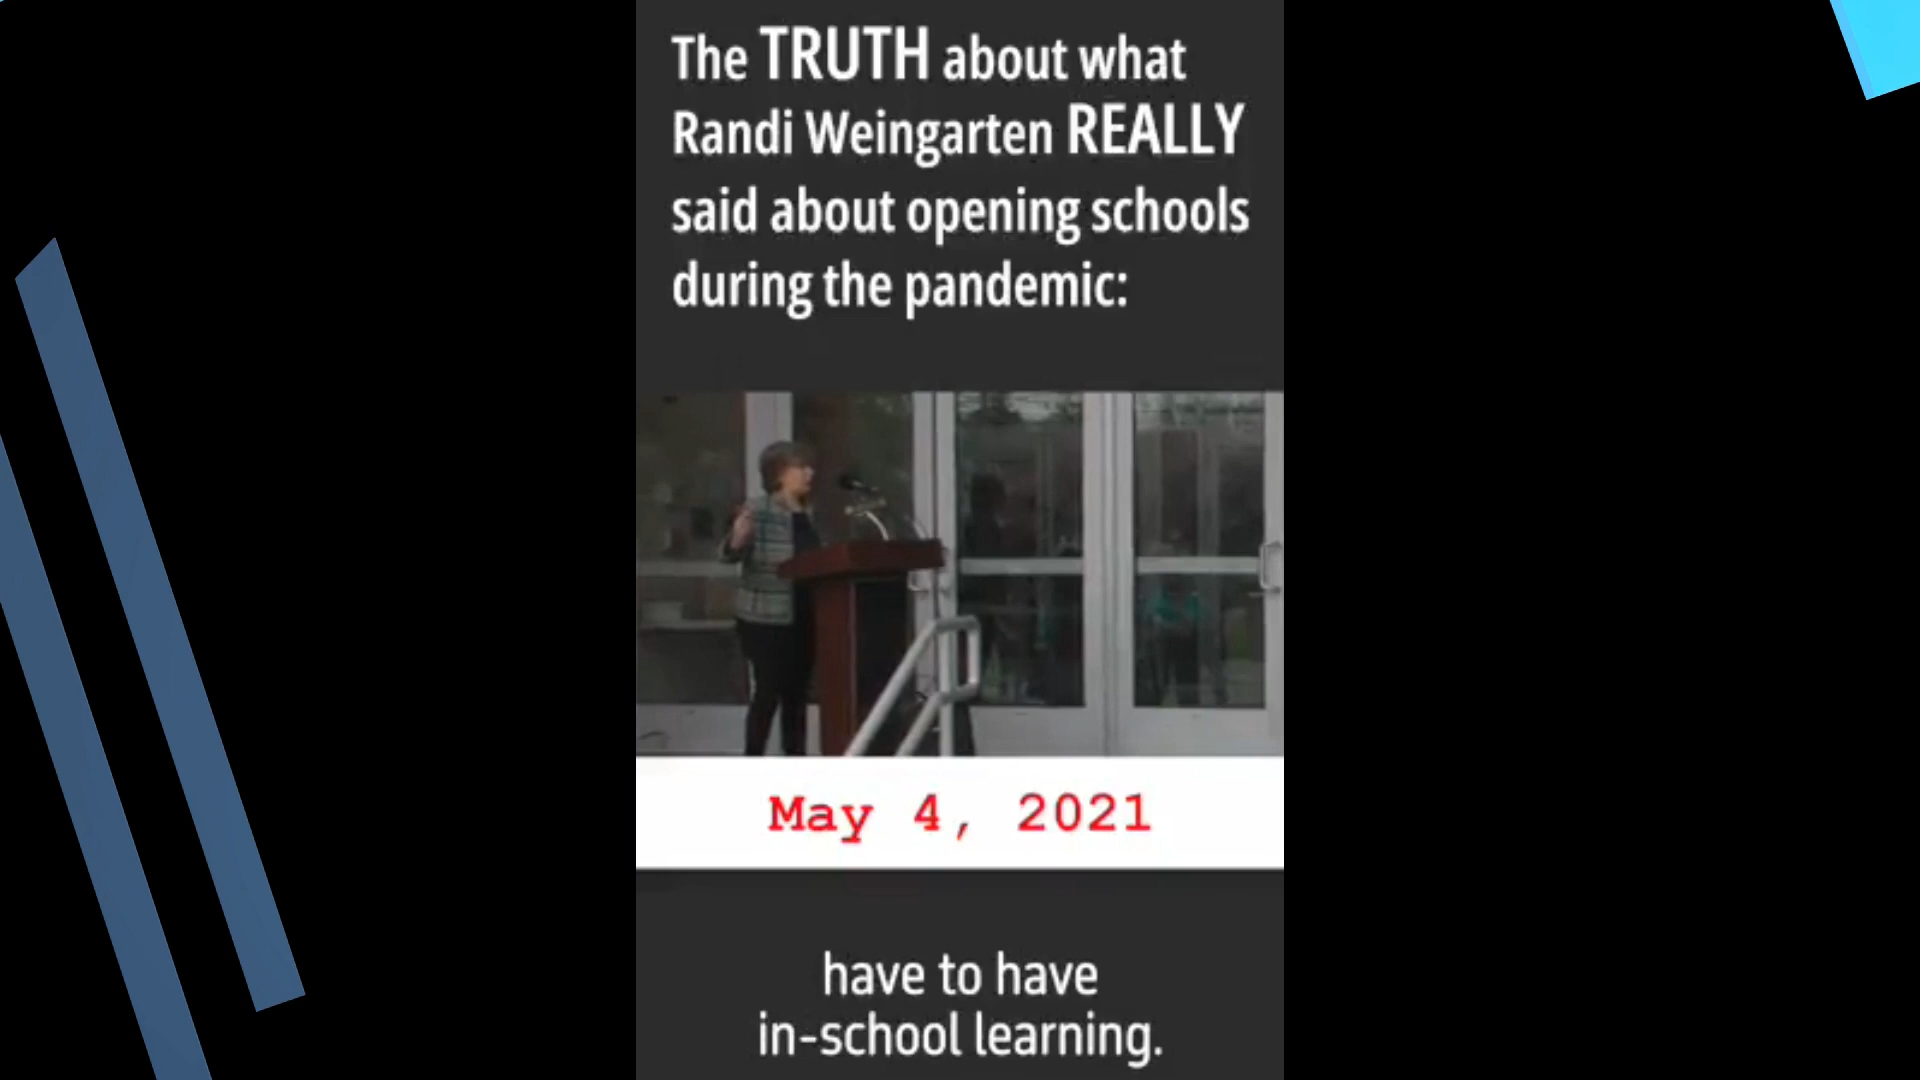 The TRUTH about what
Randi Weingarten REALLY
said about opening schools
during the pandemic:
May 4, 2021
have to have
in-school learning.